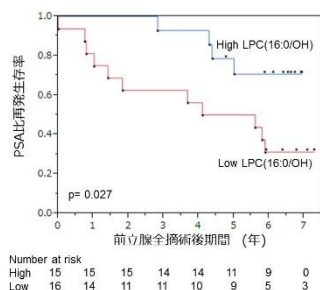 PSA非再発生存率
1.0
0.8
0.6
0.4
0.2
0.0
High LPC(16:0/OH)
Low LPC(16:0/OH)
p= 0.027
0 1 2 3 4 5 6 7
前立腺全摘術後期間 (年)
Number at risk
High 15 15 15 14 14 11 9 0
Low 16 14 11 11 10 9 5 3